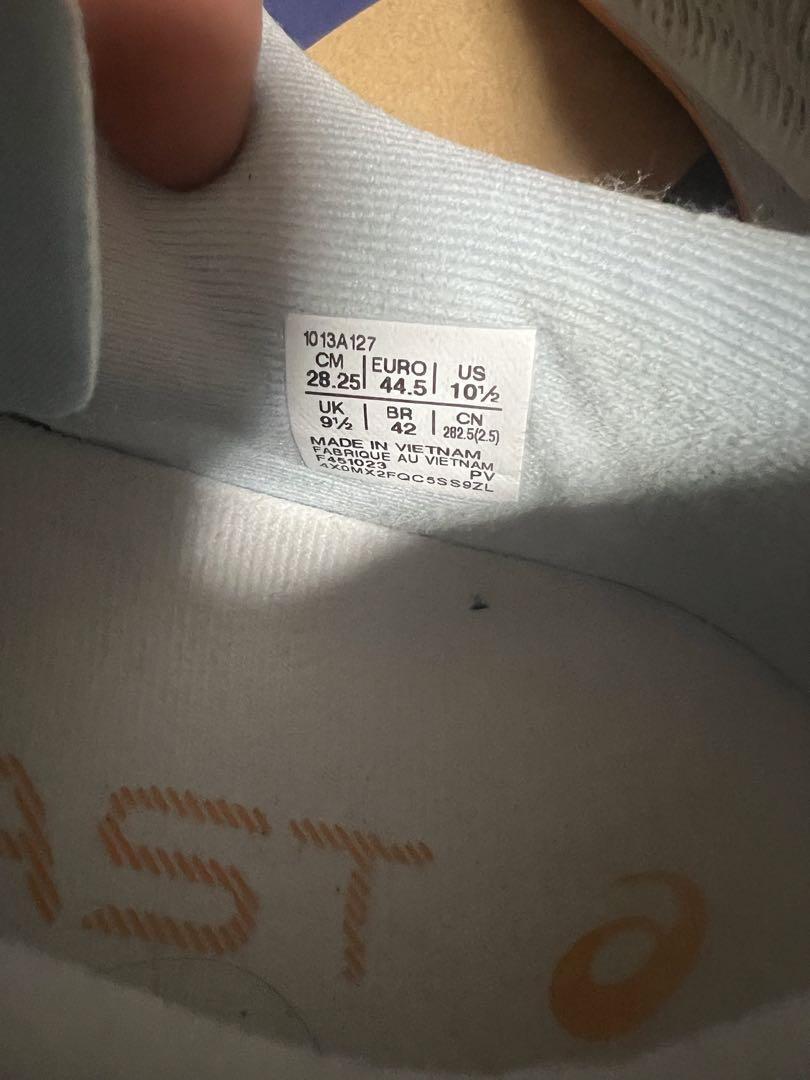 1013A127
CM EURO US
28.25 44.5 10½
UK BR CN
9½ 42 282.5(2.5)
MADE IN VIETNAM
FABRIQUE AU VIETNAM
F451023 PV
4X0MX2FQC5SS9ZL
AST